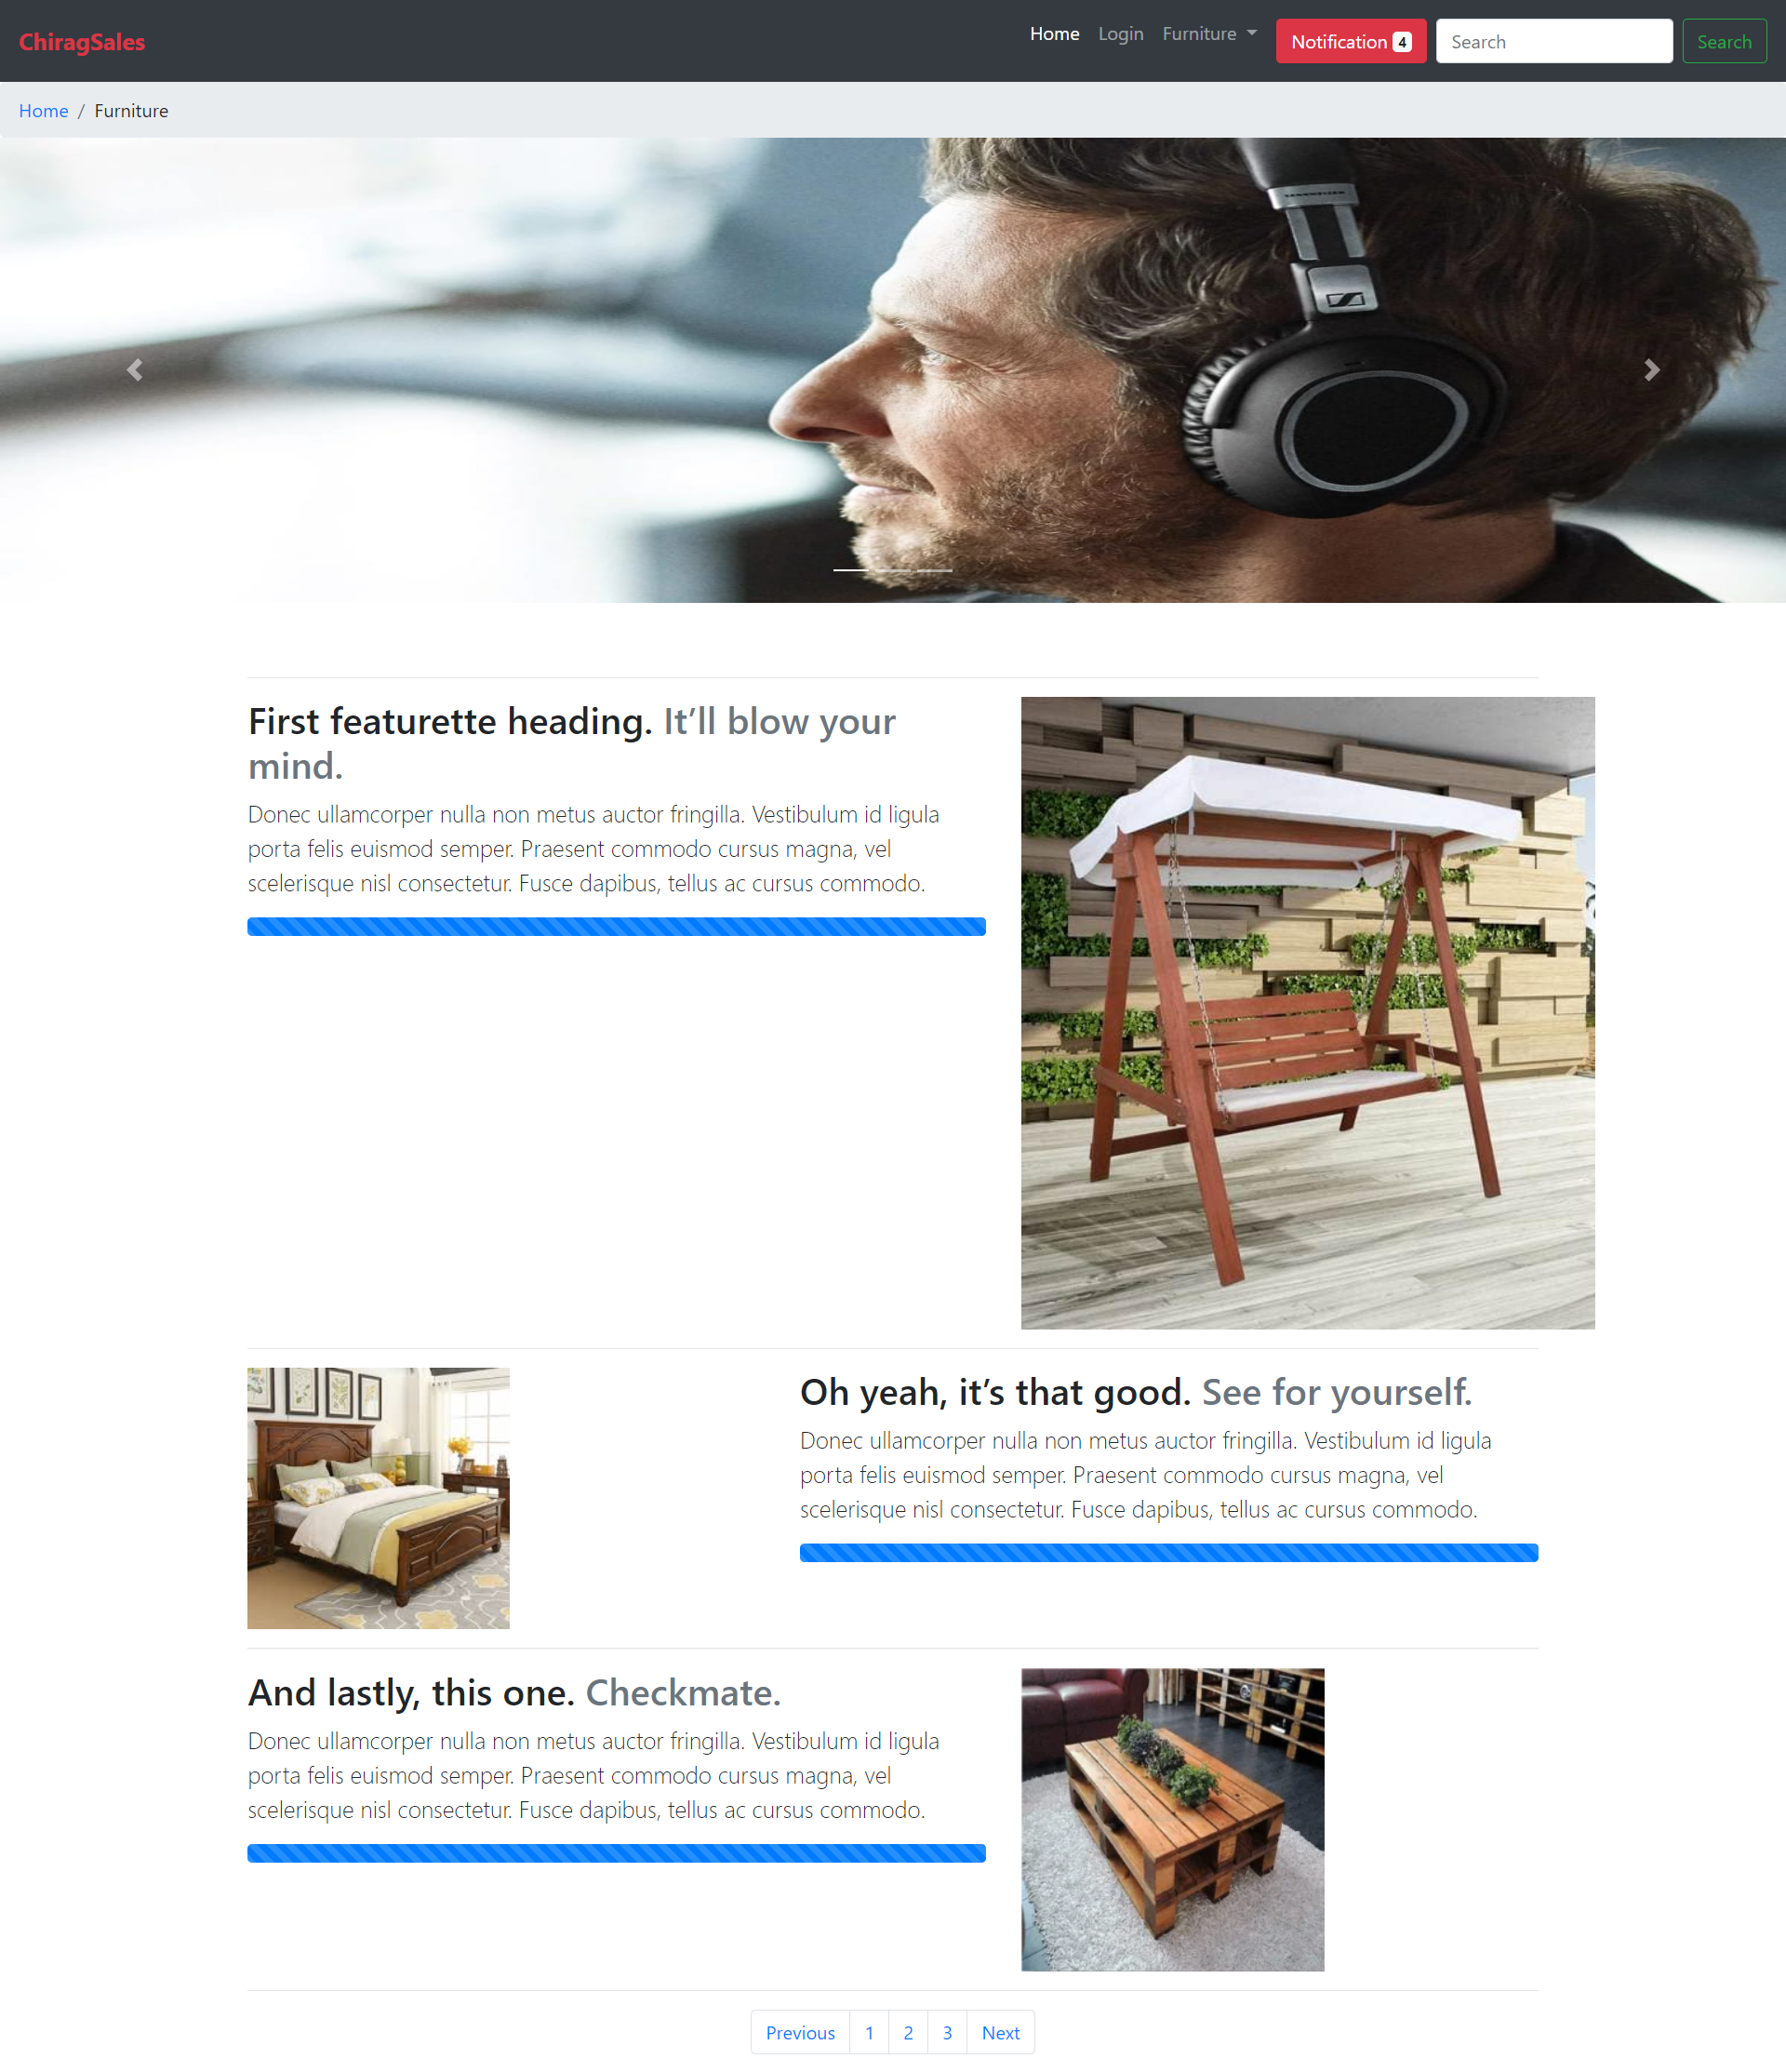 ChiragSales
Home Login Furniture Notification 4 Search Search
Home / Furniture
First featurette heading. It’ll blow your
mind.
Donec ullamcorper nulla non metus auctor fringilla. Vestibulum id ligula
porta felis euismod semper. Praesent commodo cursus magna, vel
scelerisque nisl consectetur. Fusce dapibus, tellus ac cursus commodo.
Oh yeah, it’s that good. See for yourself.
Donec ullamcorper nulla non metus auctor fringilla. Vestibulum id ligula
porta felis euismod semper. Praesent commodo cursus magna, vel
scelerisque nisl consectetur. Fusce dapibus, tellus ac cursus commodo.
And lastly, this one. Checkmate.
Donec ullamcorper nulla non metus auctor fringilla. Vestibulum id ligula
porta felis euismod semper. Praesent commodo cursus magna, vel
scelerisque nisl consectetur. Fusce dapibus, tellus ac cursus commodo.
Previous 1 2 3 Next